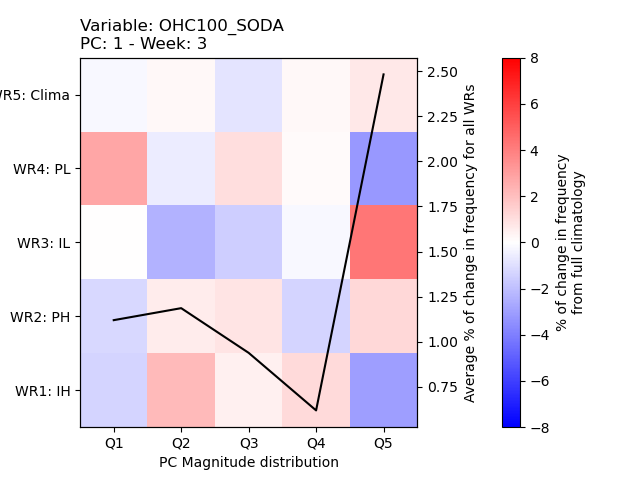 Variable: OHC100_SODA
PC: 1 - Week: 3
WR5: Clima
WR4: PL
WR3: IL
WR2: PH
WR1: IH
Q1 Q2 Q3 Q4 Q5
PC Magnitude distribution
2.50
2.25
2.00
1.75
1.50
1.25
1.00
0.75
Average % of change in frequency for all WRs
8
6
4
2
0
−2
−4
−6
−8
% of change in frequency
from full climatology